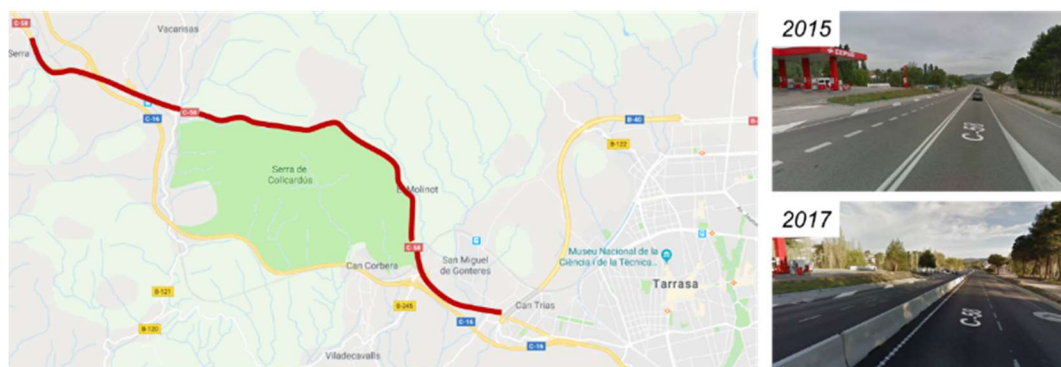 C-58
Vacarisas
Serra
C-58
C-16
B-40
B-122
Serra de
Collcardús
El Molinot
C-58
San Miguel
de Gonteres
Can Corbera
Museu Nacional de la
Ciència i de la Tècnica...
Tarrasa
B-121
B-245
Can Trias
C-16
B-120
C-16
Viladecavalls
2015
C-58
2017
C-58